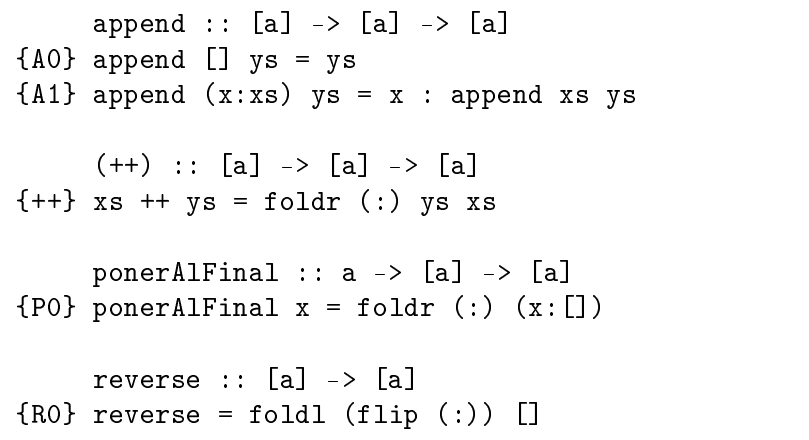 append :: [a] -> [a] -> [a]
{A0} append [] ys = ys
{A1} append (x:xs) ys = x : append xs ys
(++) :: [a] -> [a] -> [a]
{++} xs ++ ys = foldr (:) ys xs
ponerAlFinal :: a -> [a] -> [a]
{P0} ponerAlFinal x = foldr (:) (x:[])
reverse :: [a] -> [a]
{R0} reverse = foldl (flip (:)) []